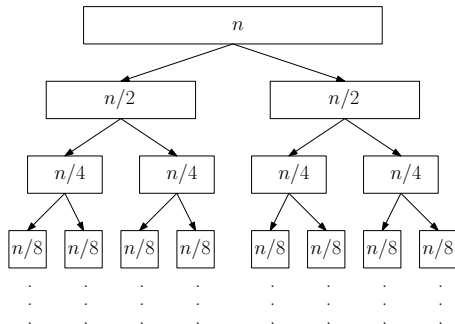 n
n/2 n/2
n/4 n/4 n/4 n/4
n/8 n/8 n/8 n/8 n/8 n/8 n/8 n/8
. . . . . . . .
. . . . . . . .
. . . . . . . .